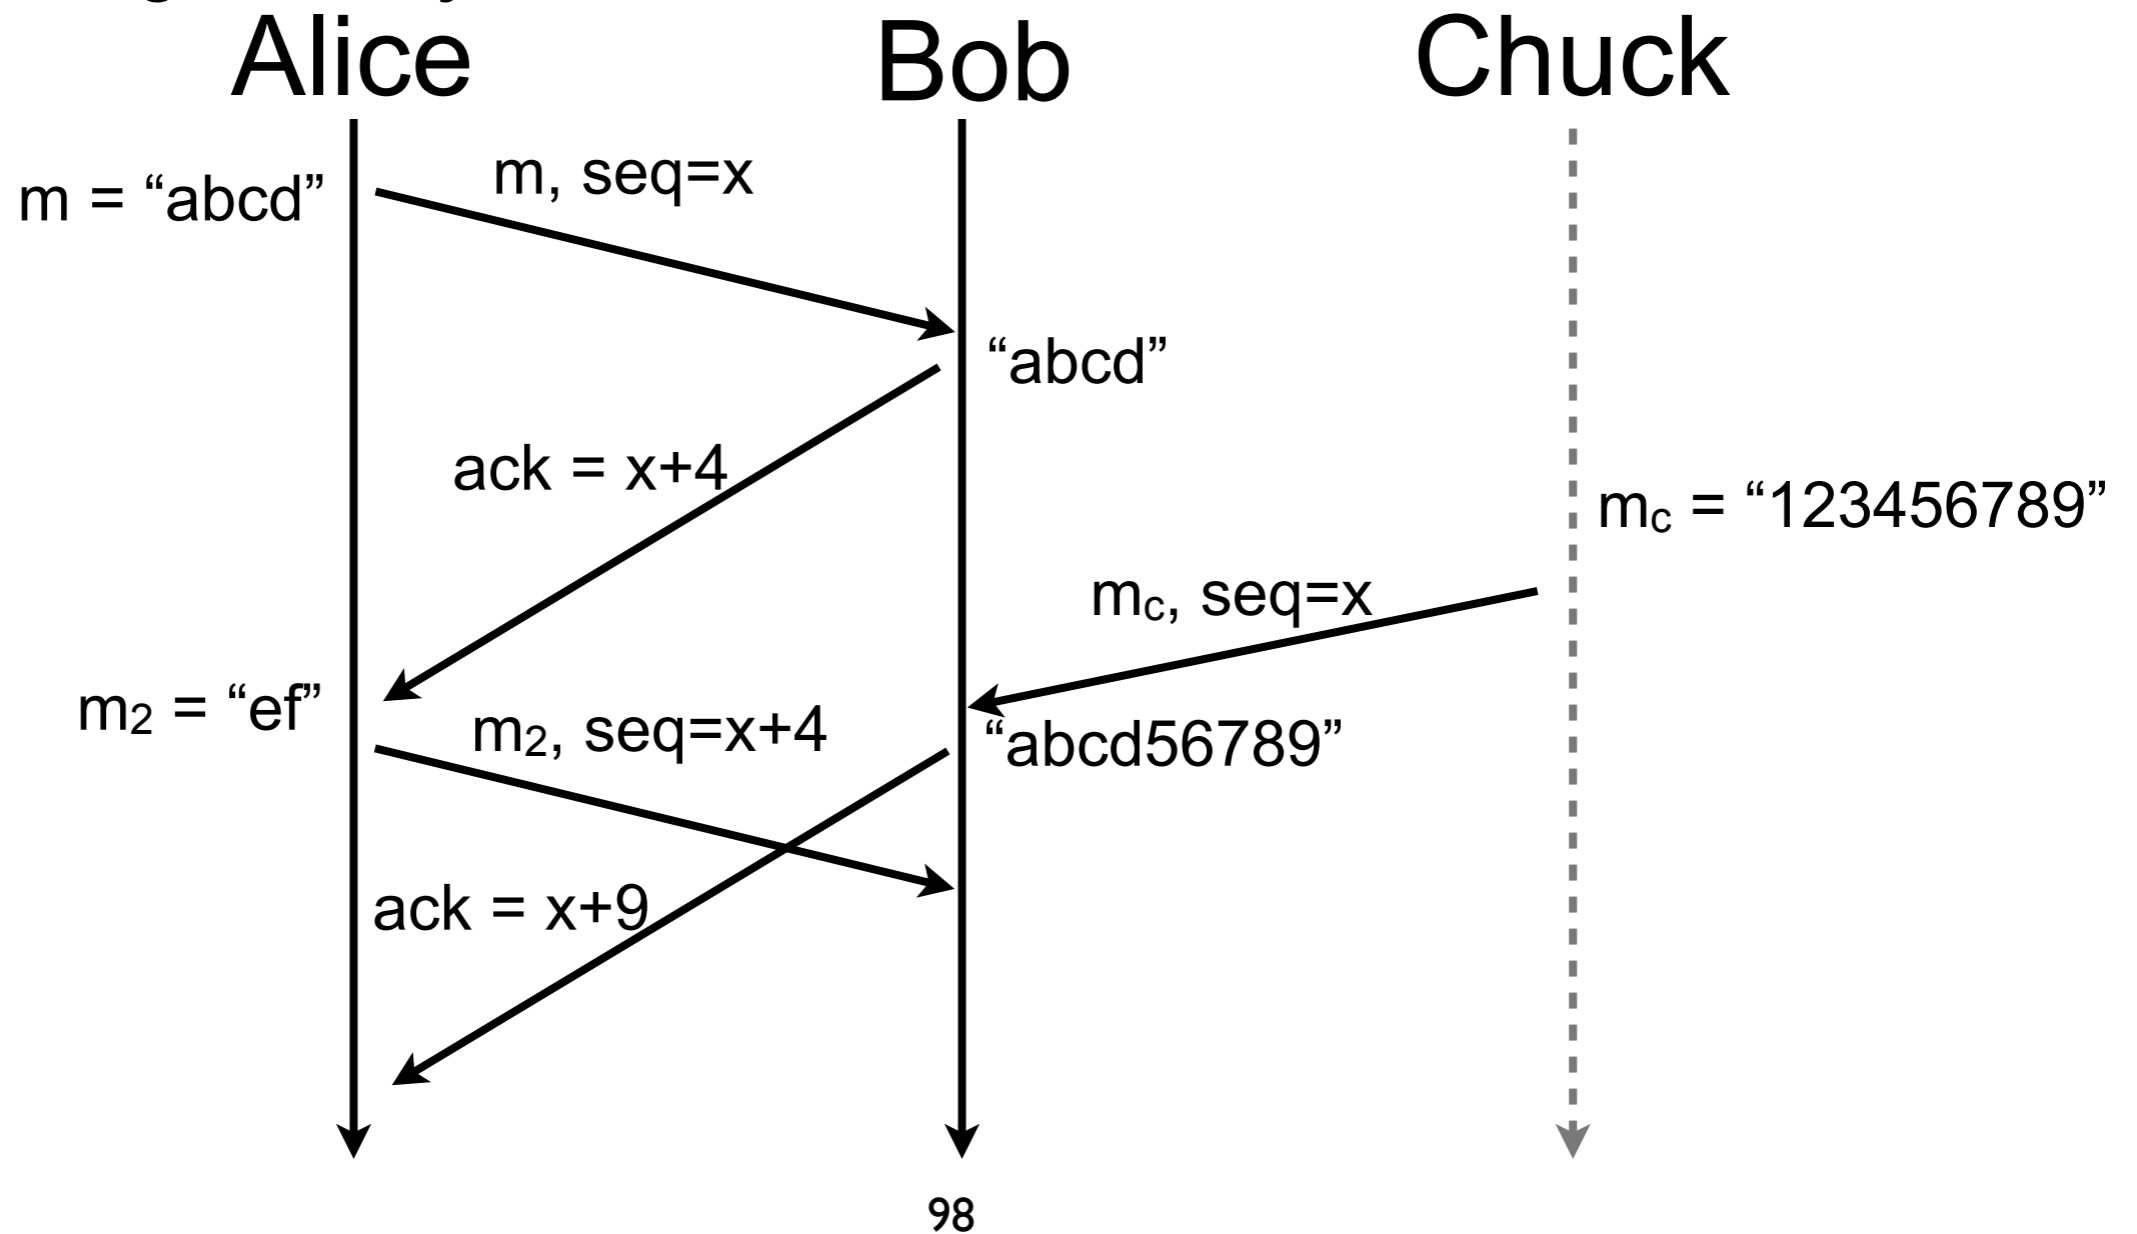 Alice Bob Chuck
m, seq=x
m = “abcd”
“abcd”
ack = x+4
mc = “123456789”
mc, seq=x
m2 = “ef”
m2, seq=x+4
“abcd56789”
ack = x+9
98